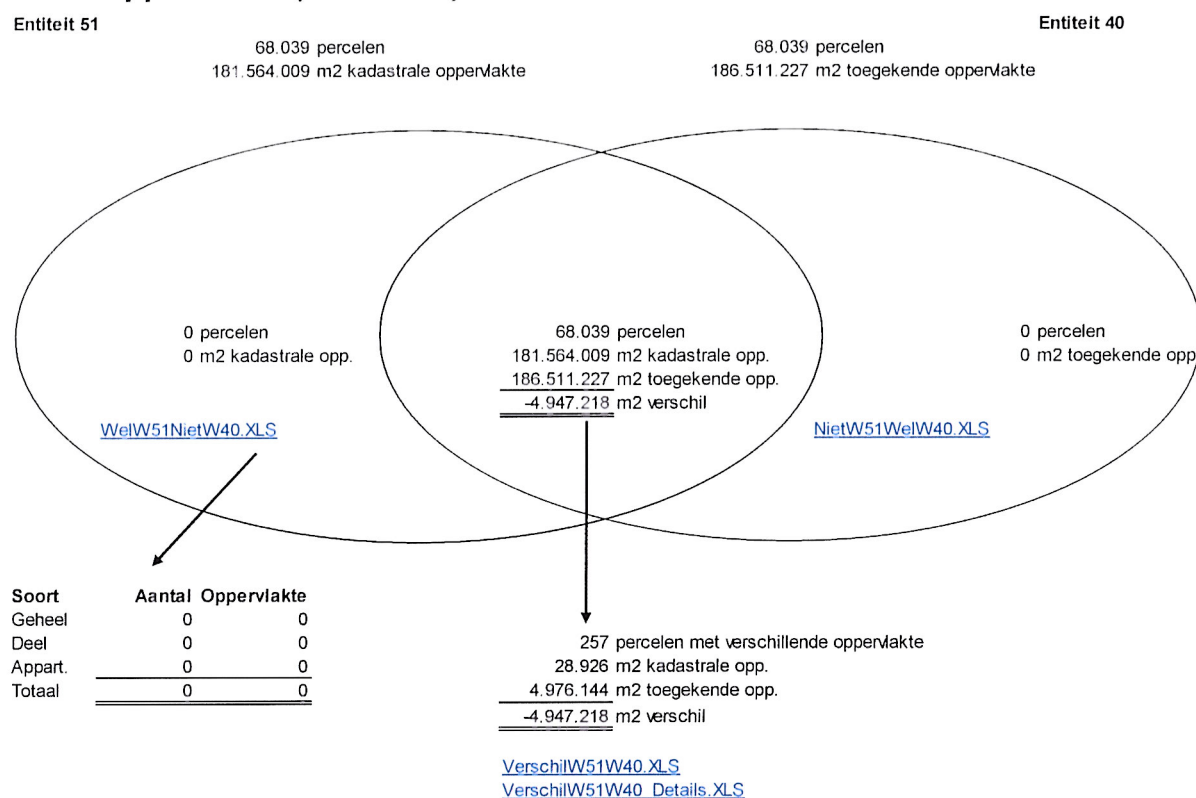 Entiteit 51
Entiteit 40
68.039 percelen
181.564.009 m2 kadastrale oppervlakte
68.039 percelen
186.511.227 m2 toegekende oppervlakte
0 percelen
0 m2 kadastrale opp.
WelW51NietW40.XLS
68.039 percelen
181.564.009 m2 kadastrale opp.
186.511.227 m2 toegekende opp.
-4.947.218 m2 verschil
0 percelen
0 m2 toegekende opp
NietW51WelW40.XLS
Soort Aantal Oppervlakte
Geheel 0 0
Deel 0 0
Appart. 0 0
Totaal 0 0
257 percelen met verschillende oppervlakte
28.926 m2 kadastrale opp.
4.976.144 m2 toegekende opp.
-4.947.218 m2 verschil
VerschilW51W40.XLS
VerschilW51W40_Details.XLS